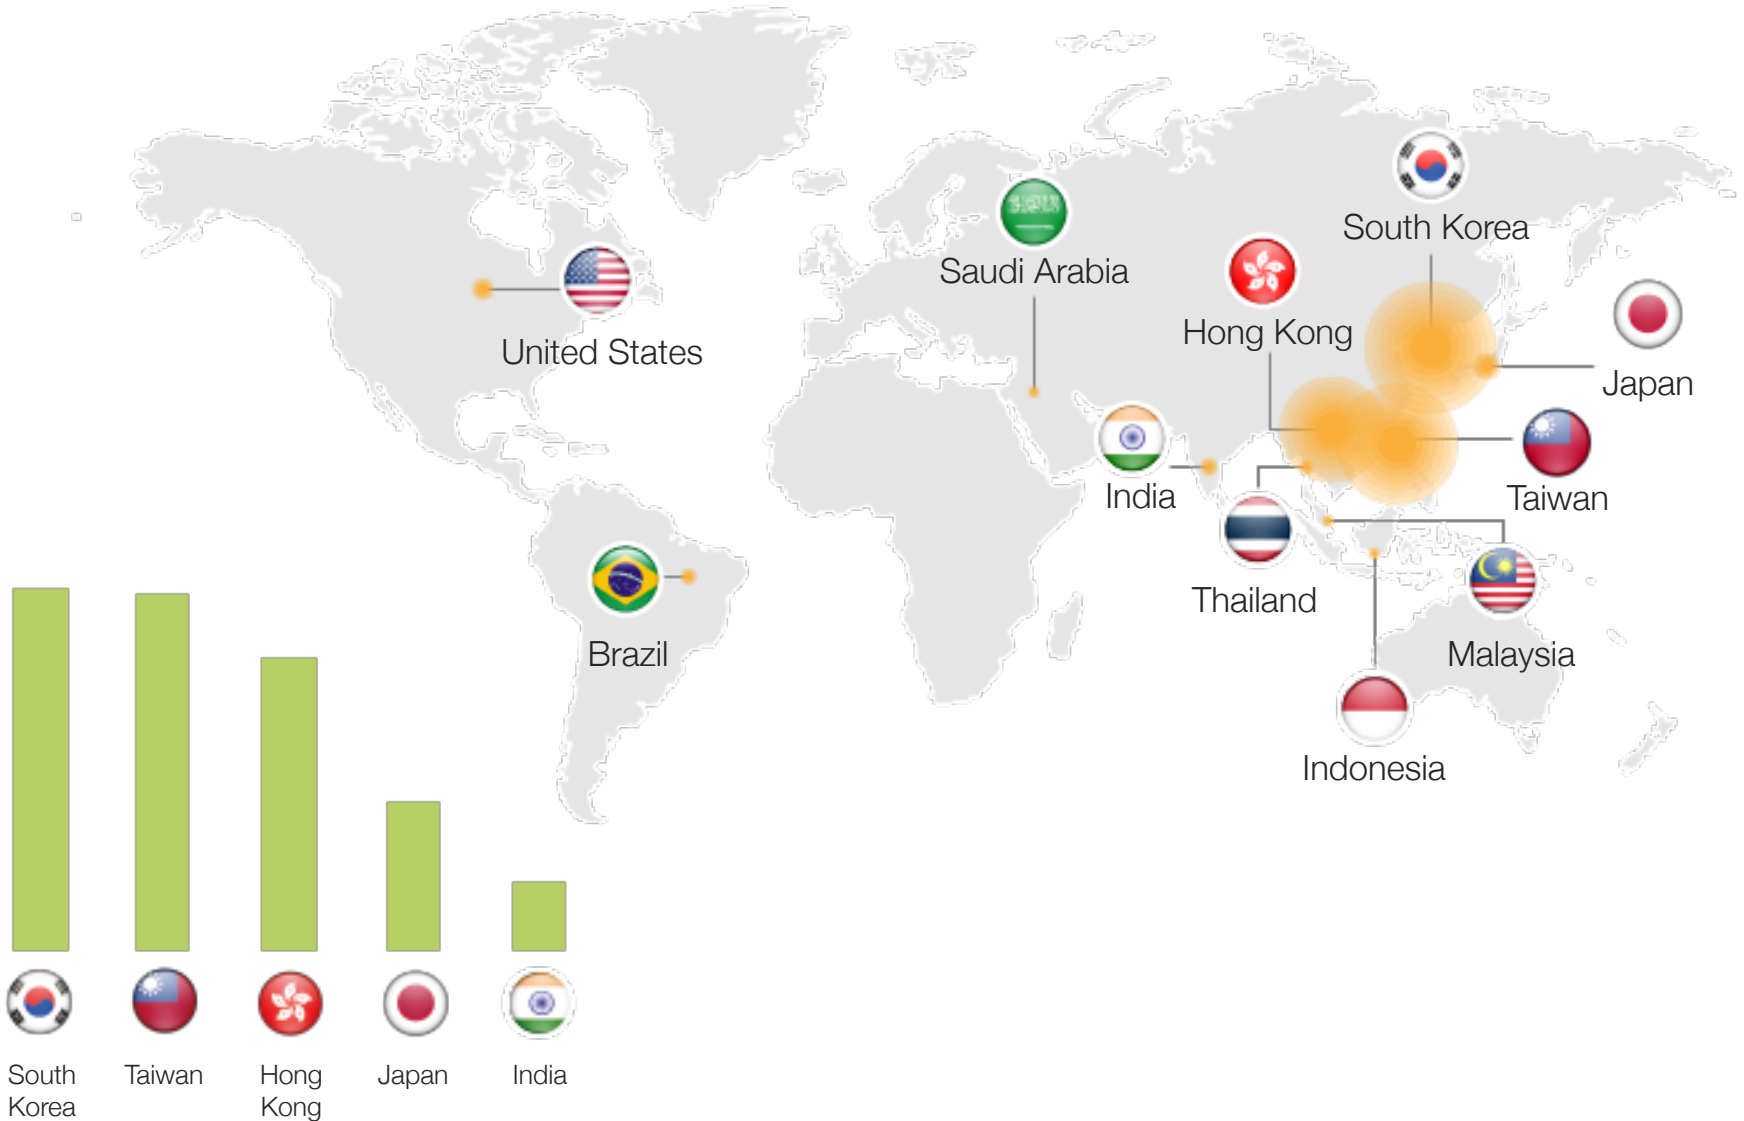 South Korea
Saudi Arabia
Hong Kong
United States
Japan
India
Taiwan
Thailand
Brazil
Malaysia
Indonesia
South
Korea
Taiwan
Hong
Kong
Japan
India